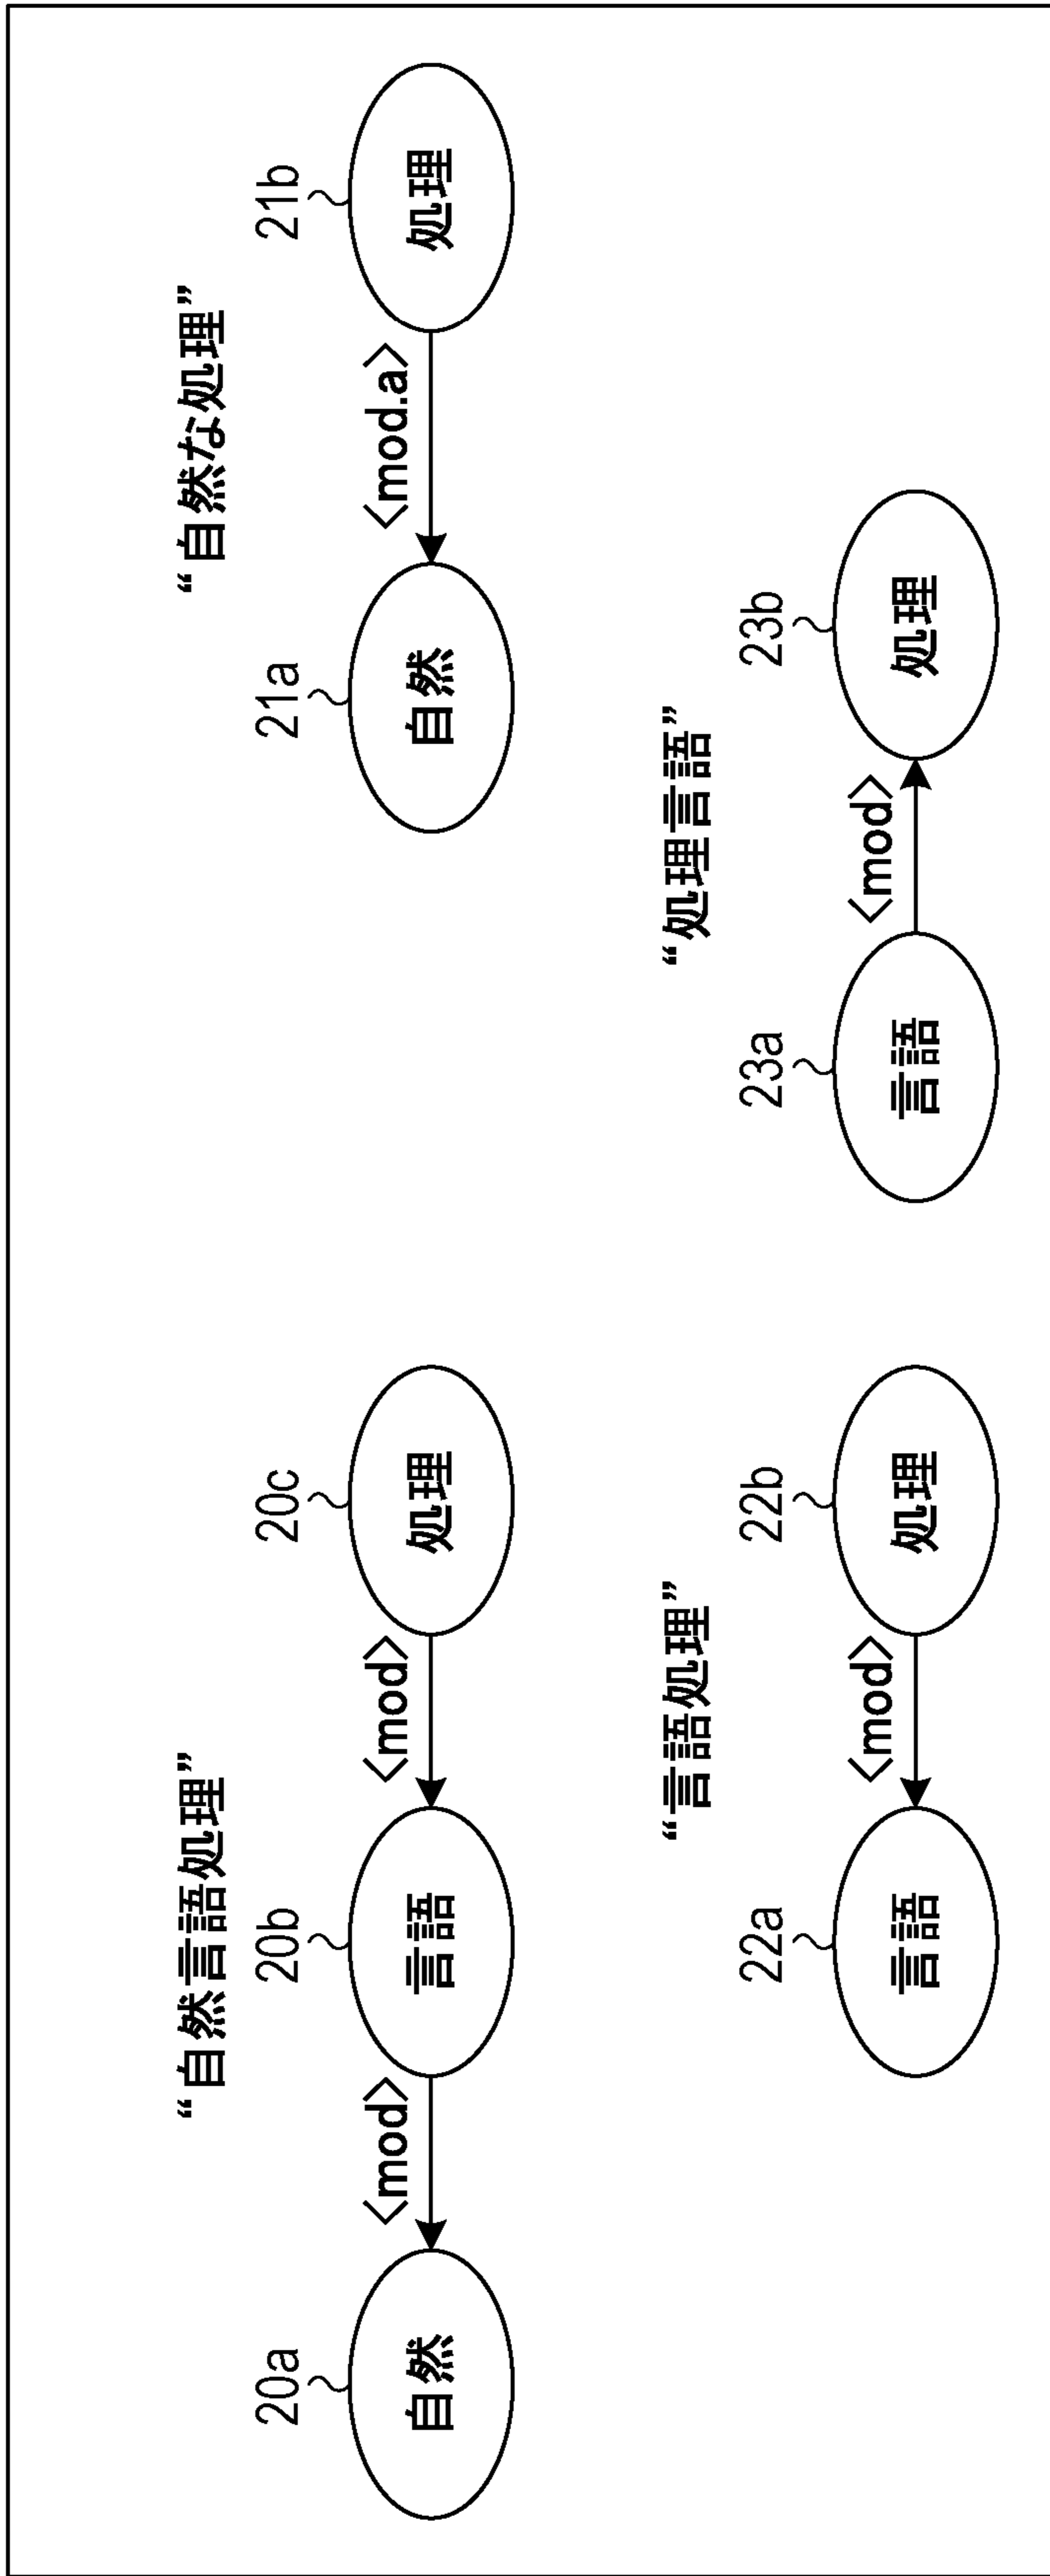 “自然言語処理”
20a 20b 20c
自然 <mod> 言語 <mod> 処理
“自然な処理”
21a 21b
自然 <mod.a> 処理
“言語処理”
22a 22b
言語 <mod> 処理
“処理言語”
23a 23b
言語 <mod> 処理